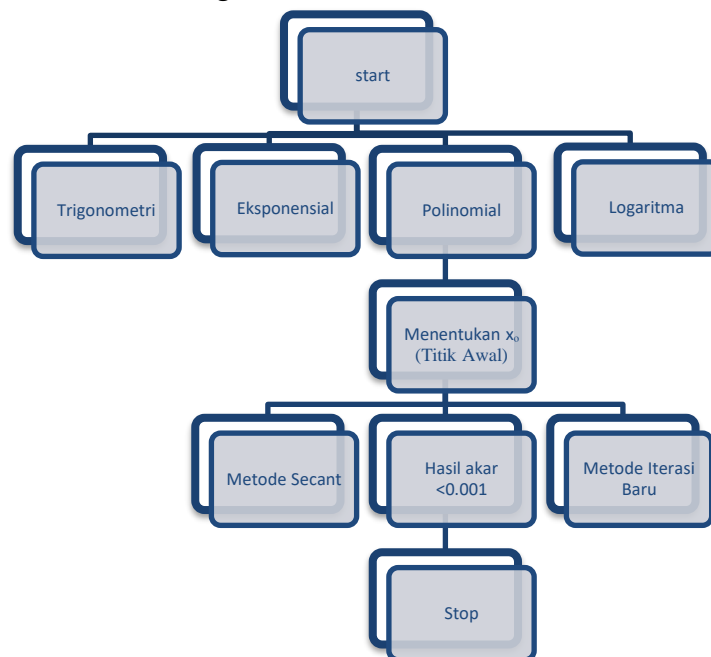 start
Trigonometri
Eksponensial
Polinomial
Logaritma
Menentukan xₒ
(Titik Awal)
Metode Secant
Hasil akar
<0.001
Metode Iterasi
Baru
Stop